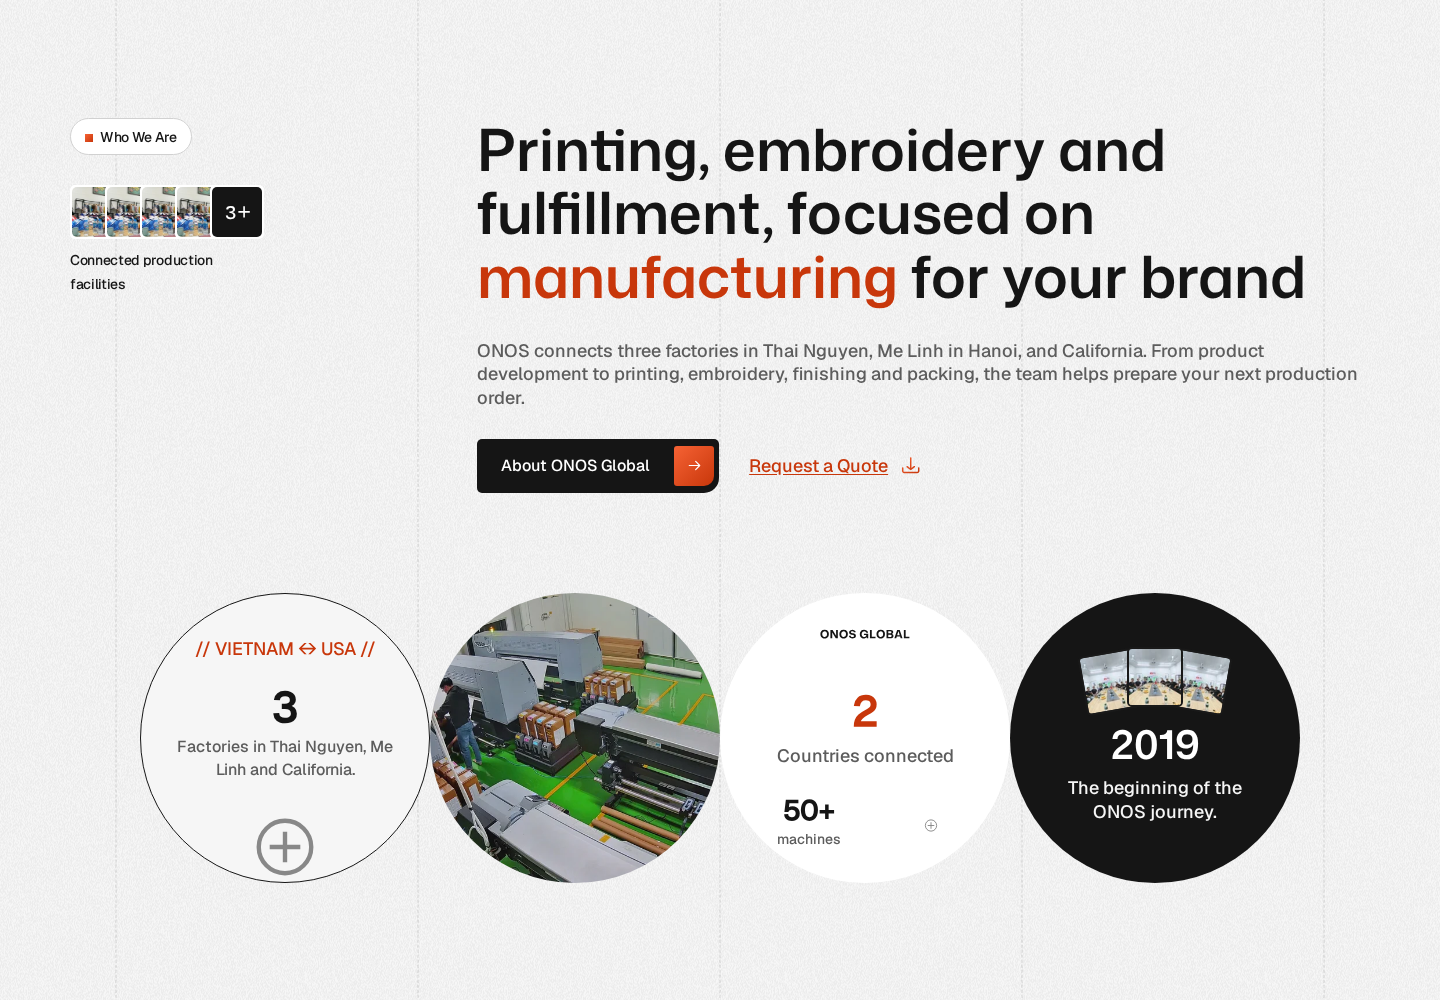 Who We Are
3+
Connected production
facilities
Printing, embroidery and
fulfillment, focused on
manufacturing for your brand
ONOS connects three factories in Thai Nguyen, Me Linh in Hanoi, and California. From product
development to printing, embroidery, finishing and packing, the team helps prepare your next production
order.
About ONOS Global →
Request a Quote
// VIETNAM ↔ USA //
3
Factories in Thai Nguyen, Me
Linh and California.
ONOS GLOBAL
2
Countries connected
50+
machines
2019
The beginning of the
ONOS journey.